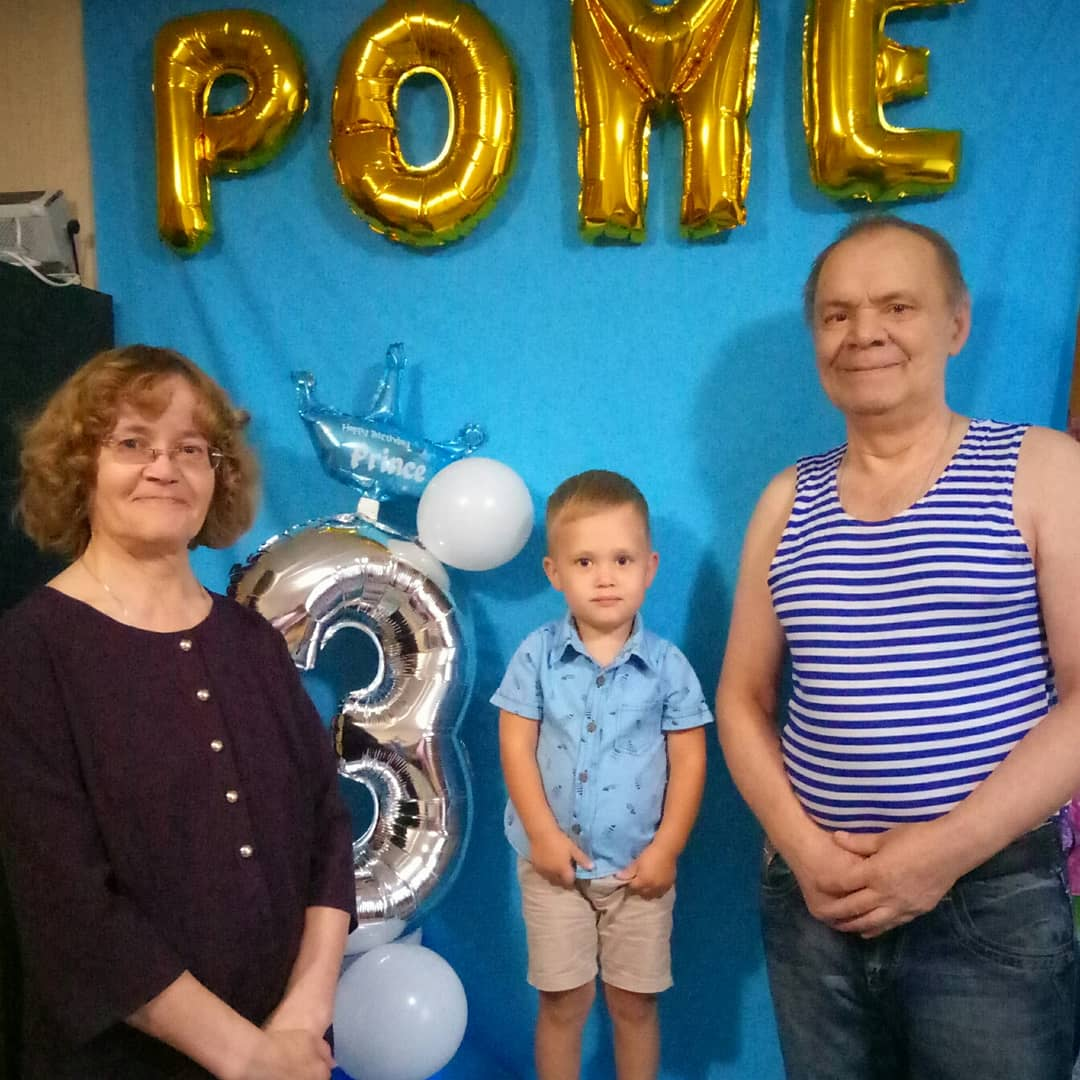 РОМЕ
Happy Birthday
Prince
3